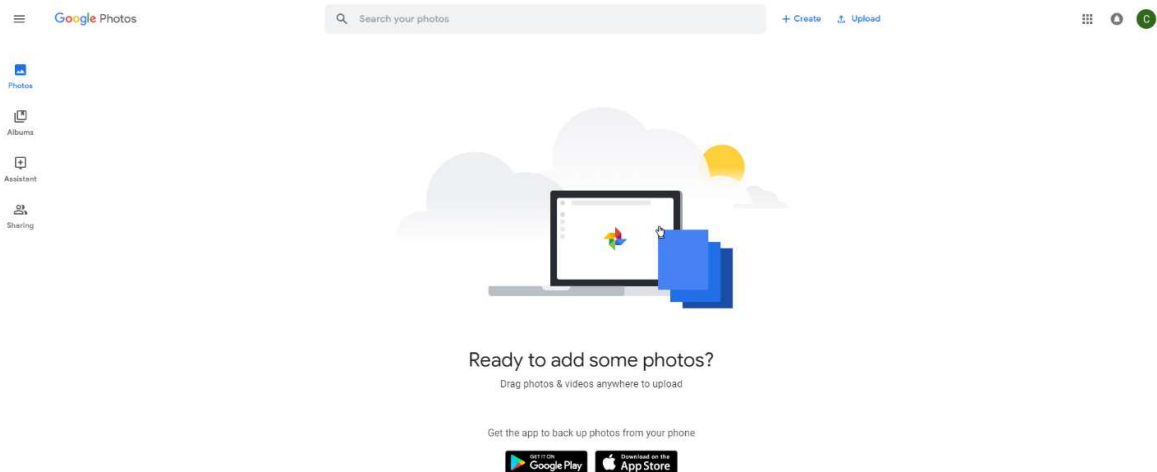 Google Photos
Search your photos
+ Create
Upload
C
Photos
Albums
Assistant
Sharing
Ready to add some photos?
Drag photos & videos anywhere to upload
Get the app to back up photos from your phone
GET IT ON
Google Play
Download on the
App Store